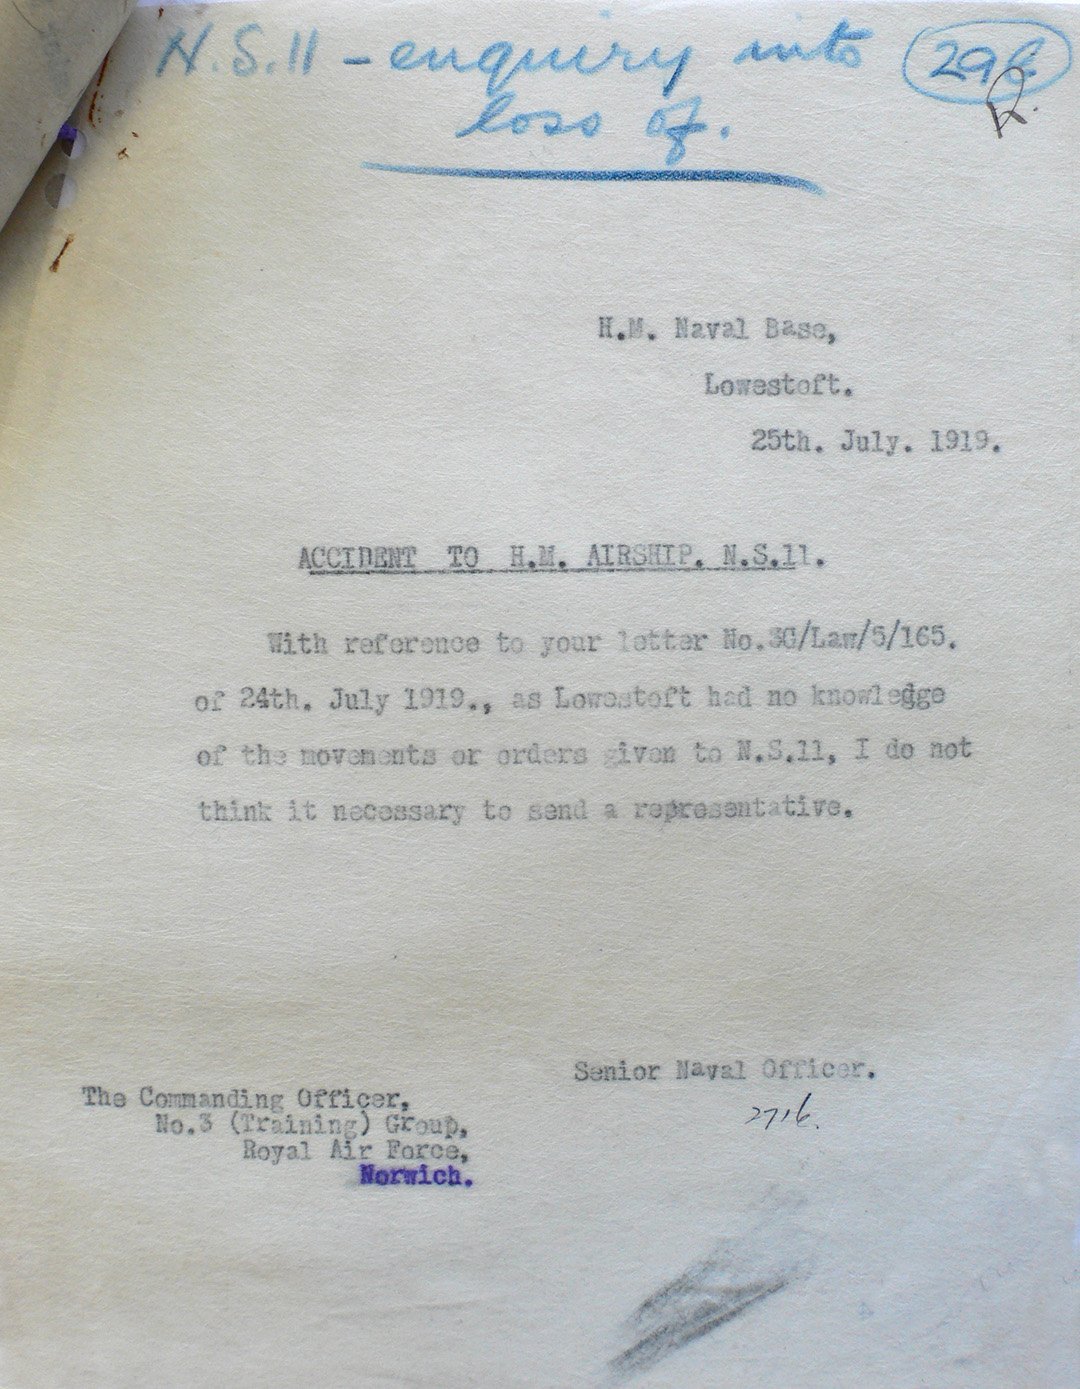 N.S.11 - enquiry into
loss of.
H.M. Naval Base,
Lowestoft.
25th. July. 1919.
ACCIDENT TO H.M. AIRSHIP. N.S.11.
With reference to your letter No.3G/Law/5/165.
of 24th. July 1919., as Lowestoft had no knowledge
of the movements or orders given to N.S.11, I do not
think it necessary to send a representative.
Senior Naval Officer.
The Commanding Officer,
No.3 (Training) Group,
Royal Air Force,
Norwich.